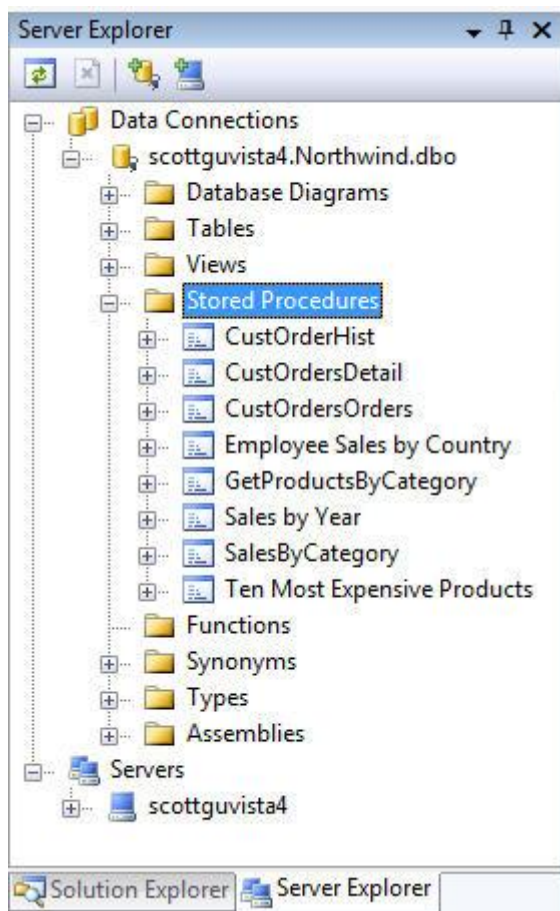 Server Explorer
Data Connections
scottguvista4.Northwind.dbo
Database Diagrams
Tables
Views
Stored Procedures
CustOrderHist
CustOrdersDetail
CustOrdersOrders
Employee Sales by Country
GetProductsByCategory
Sales by Year
SalesByCategory
Ten Most Expensive Products
Functions
Synonyms
Types
Assemblies
Servers
scottguvista4
Solution Explorer Server Explorer